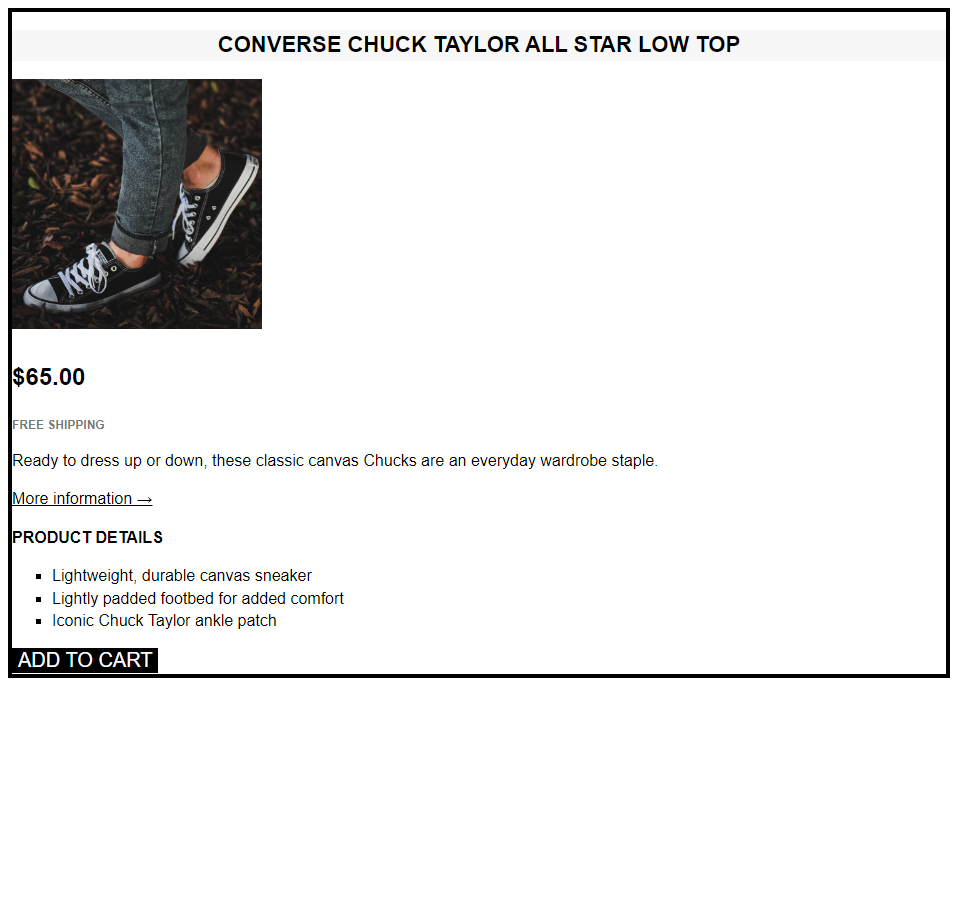 CONVERSE CHUCK TAYLOR ALL STAR LOW TOP
$65.00
FREE SHIPPING
Ready to dress up or down, these classic canvas Chucks are an everyday wardrobe staple.
More information →
PRODUCT DETAILS
Lightweight, durable canvas sneaker
Lightly padded footbed for added comfort
Iconic Chuck Taylor ankle patch
ADD TO CART